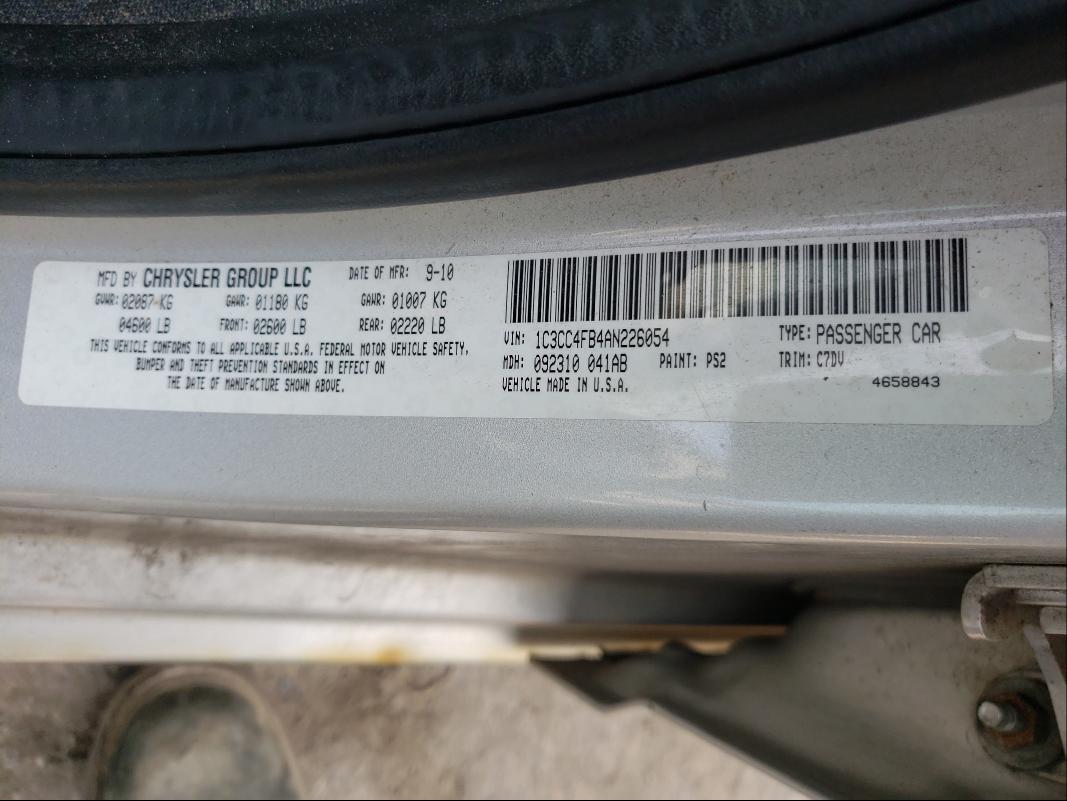 MFD BY CHRYSLER GROUP LLC DATE OF MFR: 9-10
GVWR: 02087 KG GAWR: 01180 KG GAWR: 01007 KG
04600 LB FRONT: 02600 LB REAR: 02220 LB
THIS VEHICLE CONFORMS TO ALL APPLICABLE U.S.A. FEDERAL MOTOR VEHICLE SAFETY,
BUMPER AND THEFT PREVENTION STANDARDS IN EFFECT ON
THE DATE OF MANUFACTURE SHOWN ABOVE.
VIN: 1C3CC4FB4AN226054 TYPE: PASSENGER CAR
MDH: 092310 041AB PAINT: PS2 TRIM: C7DV
VEHICLE MADE IN U.S.A. 4658843